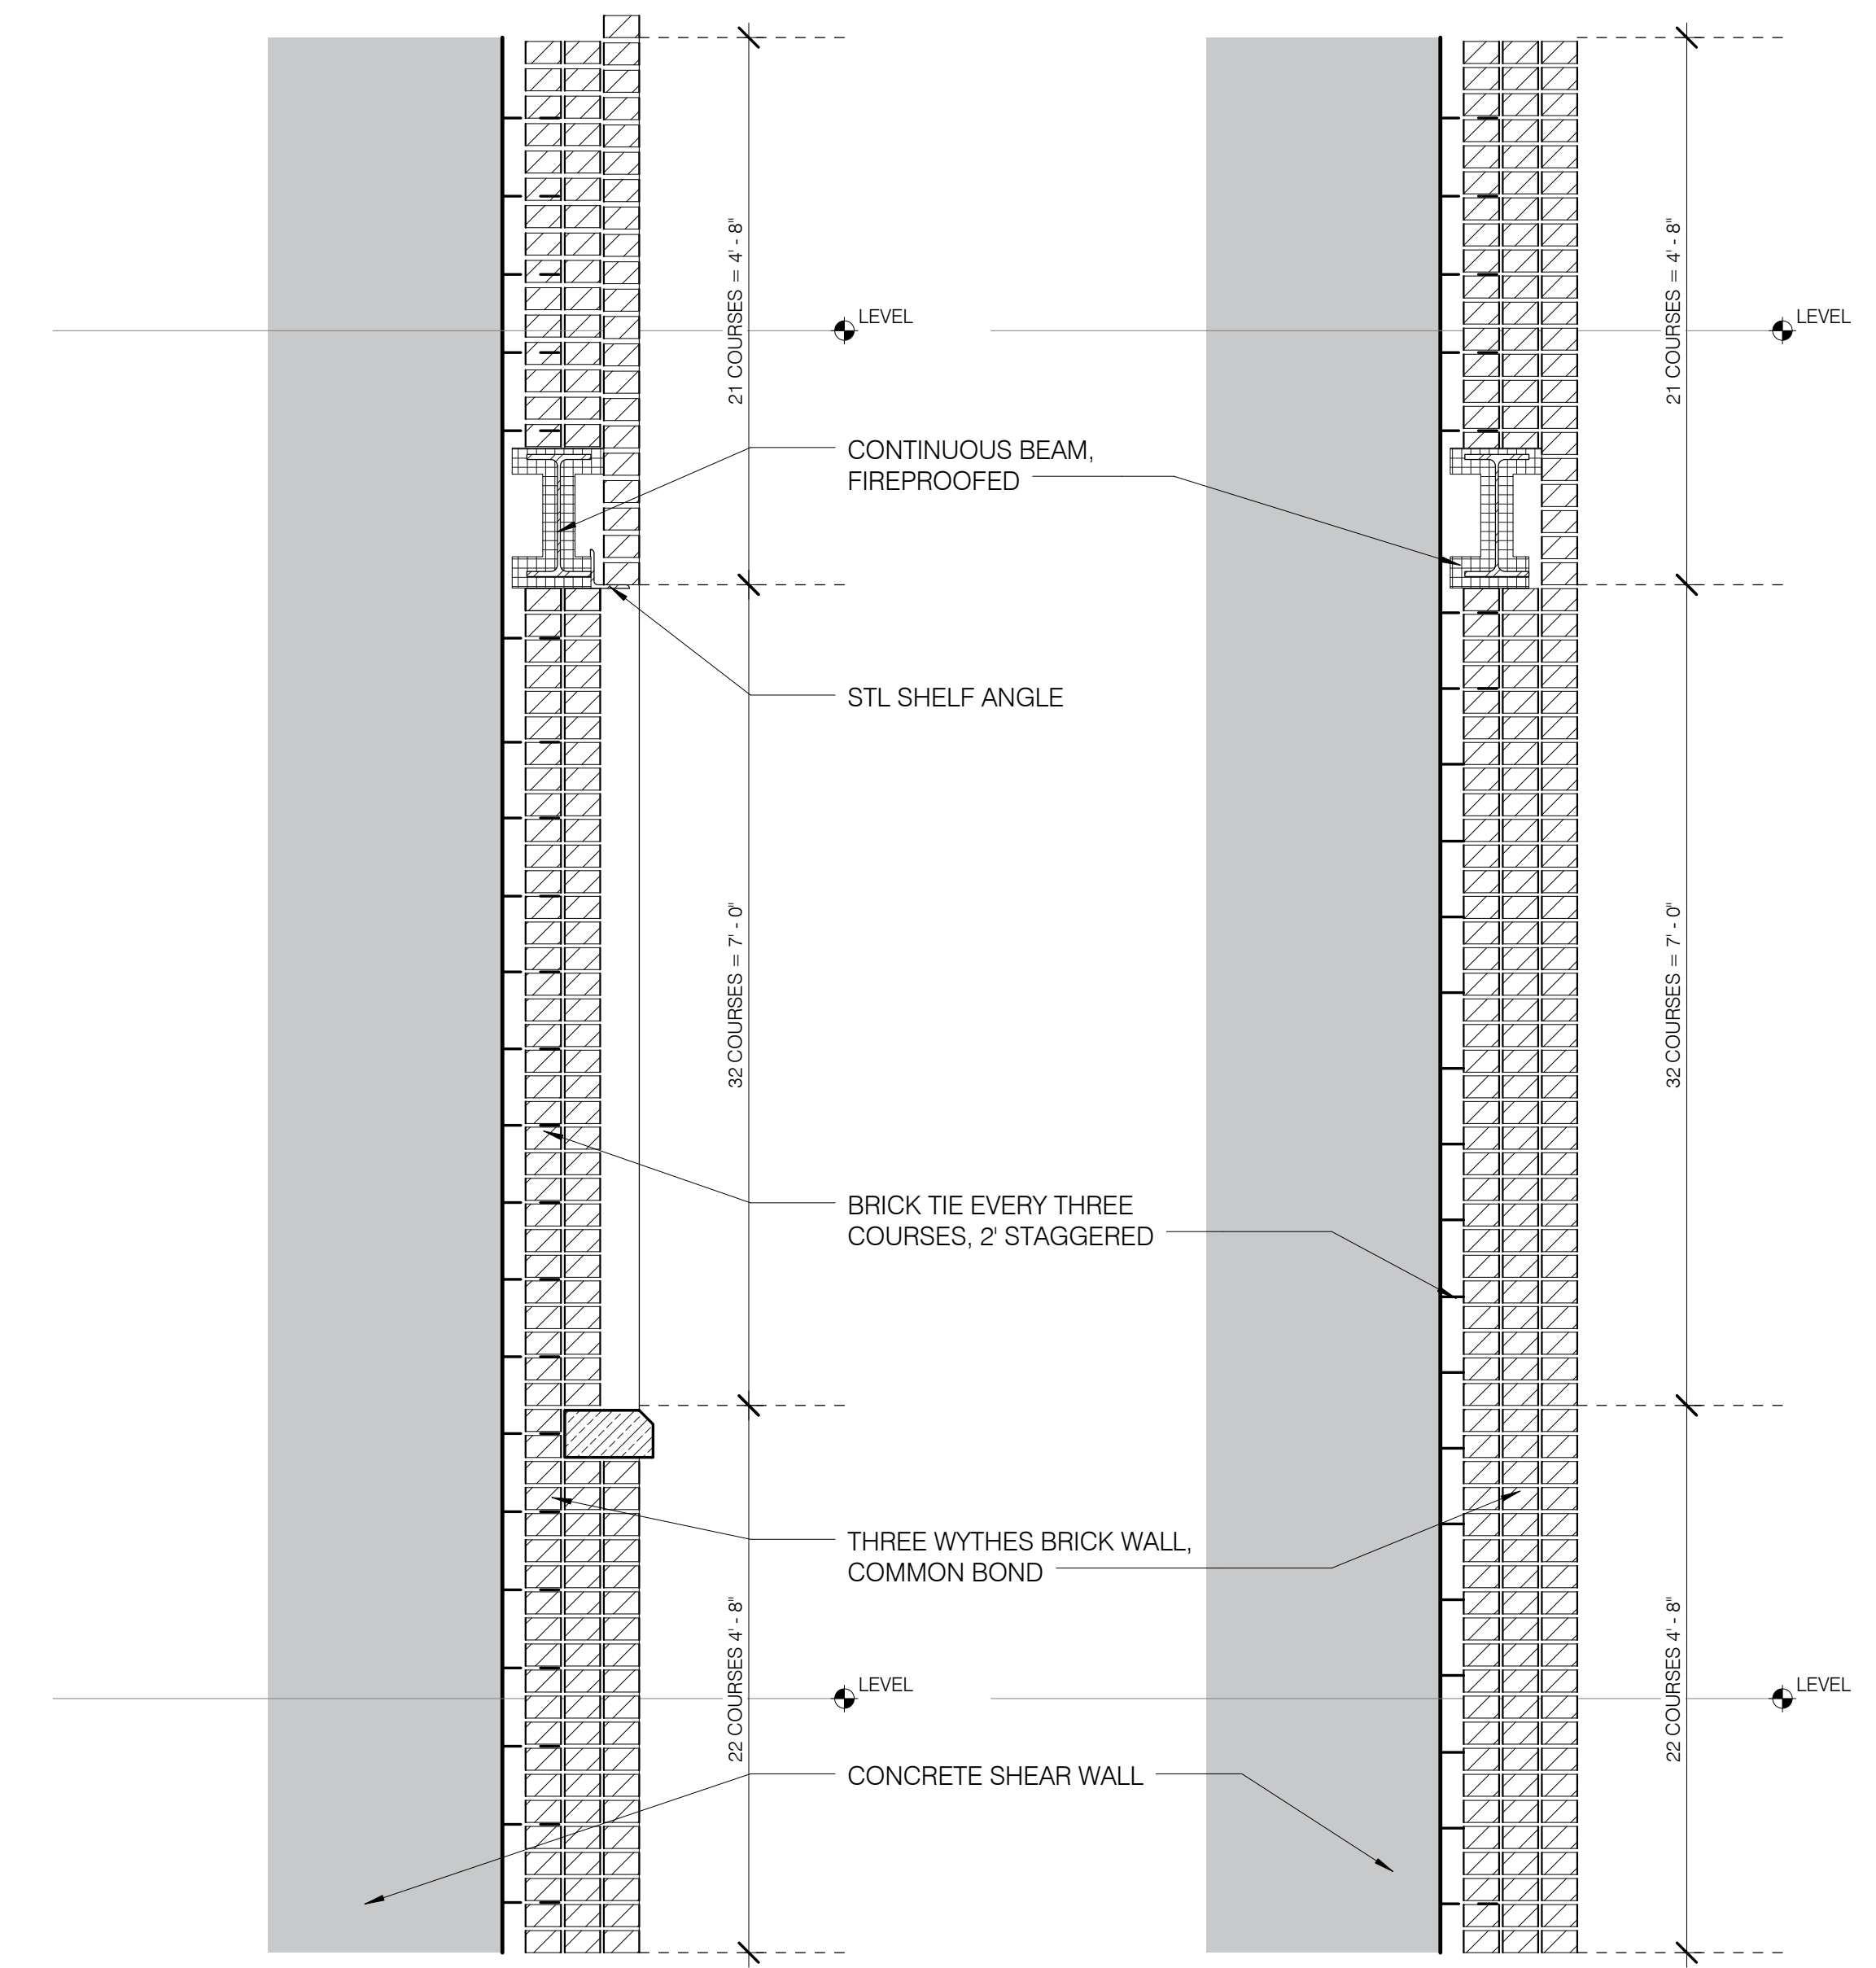 21 COURSES = 4' - 8"
21 COURSES = 4' - 8"
LEVEL
LEVEL
CONTINUOUS BEAM,
FIREPROOFED
STL SHELF ANGLE
32 COURSES = 7' - 0"
32 COURSES = 7' - 0"
BRICK TIE EVERY THREE
COURSES, 2' STAGGERED
THREE WYTHES BRICK WALL,
COMMON BOND
22 COURSES 4' - 8"
22 COURSES 4' - 8"
LEVEL
LEVEL
CONCRETE SHEAR WALL